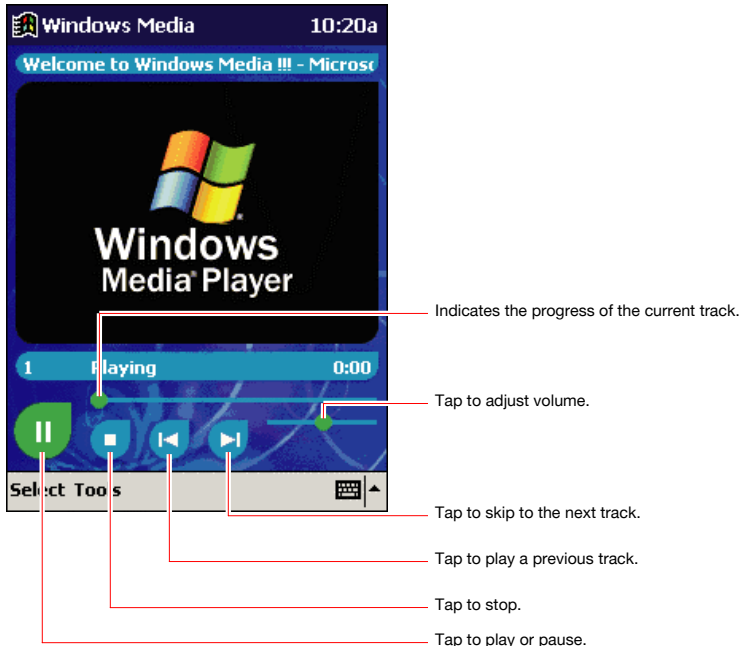 Windows Media 10:20a
Welcome to Windows Media !!! - Microso
Windows
Media Player
Indicates the progress of the current track.
1 Playing 0:00
Tap to adjust volume.
Select Tools
Tap to skip to the next track.
Tap to play a previous track.
Tap to stop.
Tap to play or pause.